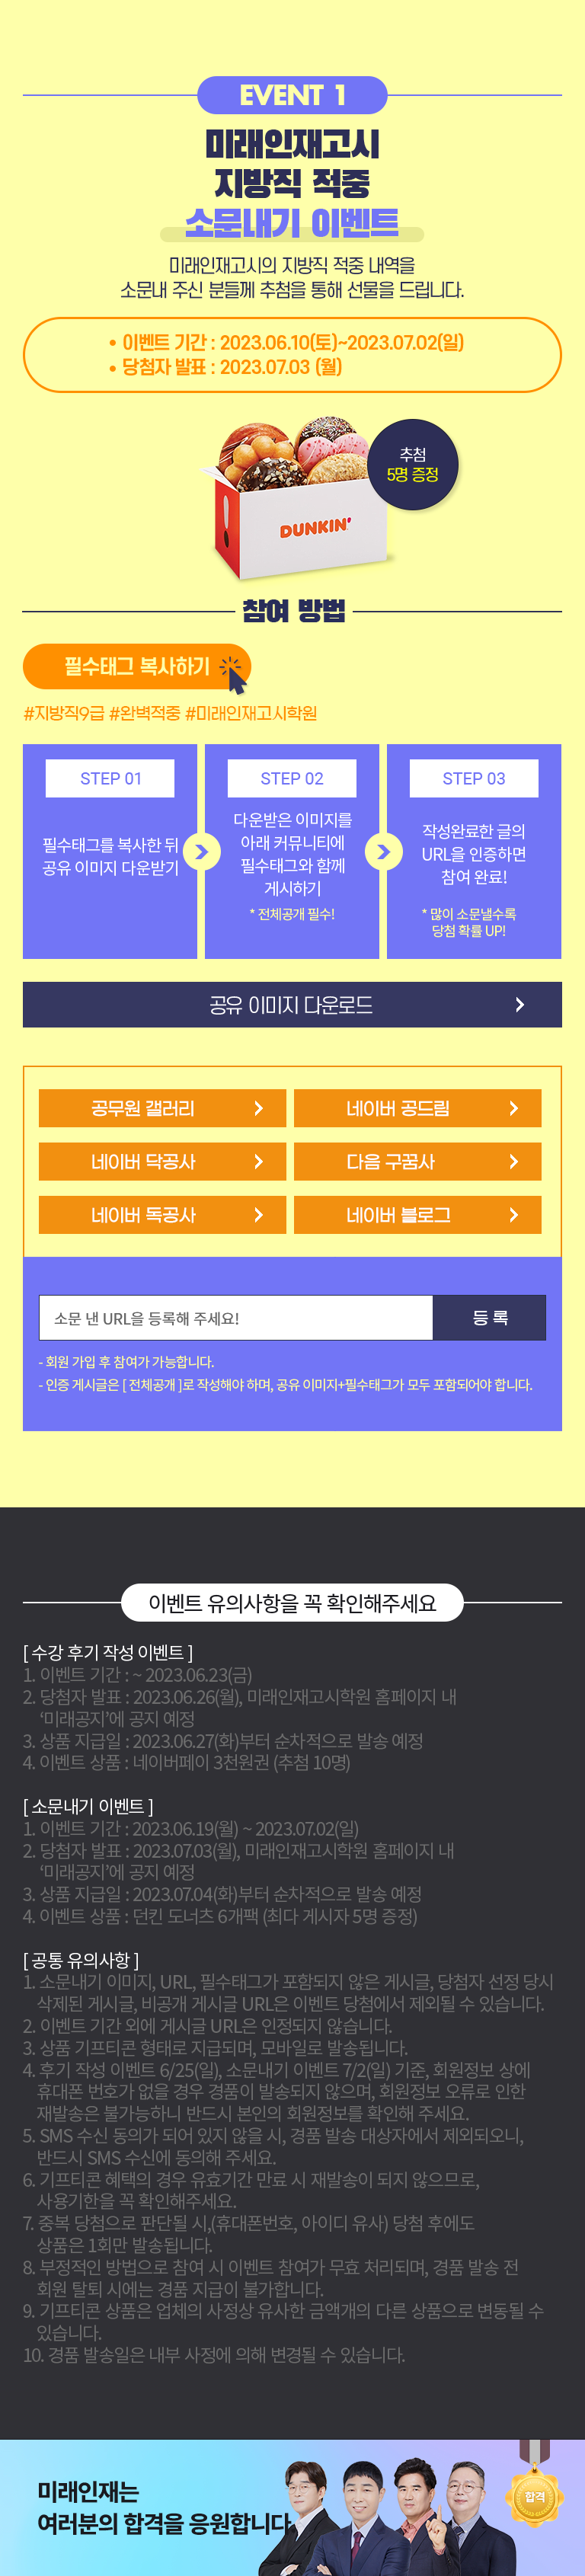 EVENT 1
미래인재고시
지방직 적중
소문내기 이벤트
미래인재고시의 지방직 적중 내역을
소문내 주신 분들께 추첨을 통해 선물을 드립니다.
• 이벤트 기간 : 2023.06.10(토)~2023.07.02(일)
• 당첨자 발표 : 2023.07.03 (월)
추첨
5명 증정
DUNKIN'
참여 방법
필수태그 복사하기
#지방직9급 #완벽적중 #미래인재고시학원
STEP 01
필수태그를 복사한 뒤
공유 이미지 다운받기
STEP 02
다운받은 이미지를
아래 커뮤니티에
필수태그와 함께
게시하기
* 전체공개 필수!
STEP 03
작성완료한 글의
URL을 인증하면
참여 완료!
* 많이 소문낼수록
당첨 확률 UP!
공유 이미지 다운로드
공무원 갤러리
네이버 공드림
네이버 닥공사
다음 구꿈사
네이버 독공사
네이버 블로그
소문 낸 URL을 등록해 주세요!
등 록
- 회원 가입 후 참여가 가능합니다.
- 인증 게시글은 [ 전체공개 ]로 작성해야 하며, 공유 이미지+필수태그가 모두 포함되어야 합니다.
이벤트 유의사항을 꼭 확인해주세요
[ 수강 후기 작성 이벤트 ]
1. 이벤트 기간 : ~ 2023.06.23(금)
2. 당첨자 발표 : 2023.06.26(월), 미래인재고시학원 홈페이지 내
‘미래공지’에 공지 예정
3. 상품 지급일 : 2023.06.27(화)부터 순차적으로 발송 예정
4. 이벤트 상품 : 네이버페이 3천원권 (추첨 10명)
[ 소문내기 이벤트 ]
1. 이벤트 기간 : 2023.06.19(월) ~ 2023.07.02(일)
2. 당첨자 발표 : 2023.07.03(월), 미래인재고시학원 홈페이지 내
‘미래공지’에 공지 예정
3. 상품 지급일 : 2023.07.04(화)부터 순차적으로 발송 예정
4. 이벤트 상품 : 던킨 도너츠 6개팩 (최다 게시자 5명 증정)
[ 공통 유의사항 ]
1. 소문내기 이미지, URL, 필수태그가 포함되지 않은 게시글, 당첨자 선정 당시
삭제된 게시글, 비공개 게시글 URL은 이벤트 당첨에서 제외될 수 있습니다.
2. 이벤트 기간 외에 게시글 URL은 인정되지 않습니다.
3. 상품 기프티콘 형태로 지급되며, 모바일로 발송됩니다.
4. 후기 작성 이벤트 6/25(일), 소문내기 이벤트 7/2(일) 기준, 회원정보 상에
휴대폰 번호가 없을 경우 경품이 발송되지 않으며, 회원정보 오류로 인한
재발송은 불가능하니 반드시 본인의 회원정보를 확인해 주세요.
5. SMS 수신 동의가 되어 있지 않을 시, 경품 발송 대상자에서 제외되오니,
반드시 SMS 수신에 동의해 주세요.
6. 기프티콘 혜택의 경우 유효기간 만료 시 재발송이 되지 않으므로,
사용기한을 꼭 확인해주세요.
7. 중복 당첨으로 판단될 시,(휴대폰번호, 아이디 유사) 당첨 후에도
상품은 1회만 발송됩니다.
8. 부정적인 방법으로 참여 시 이벤트 참여가 무효 처리되며, 경품 발송 전
회원 탈퇴 시에는 경품 지급이 불가합니다.
9. 기프티콘 상품은 업체의 사정상 유사한 금액개의 다른 상품으로 변동될 수
있습니다.
10. 경품 발송일은 내부 사정에 의해 변경될 수 있습니다.
미래인재는
여러분의 합격을 응원합니다
합격